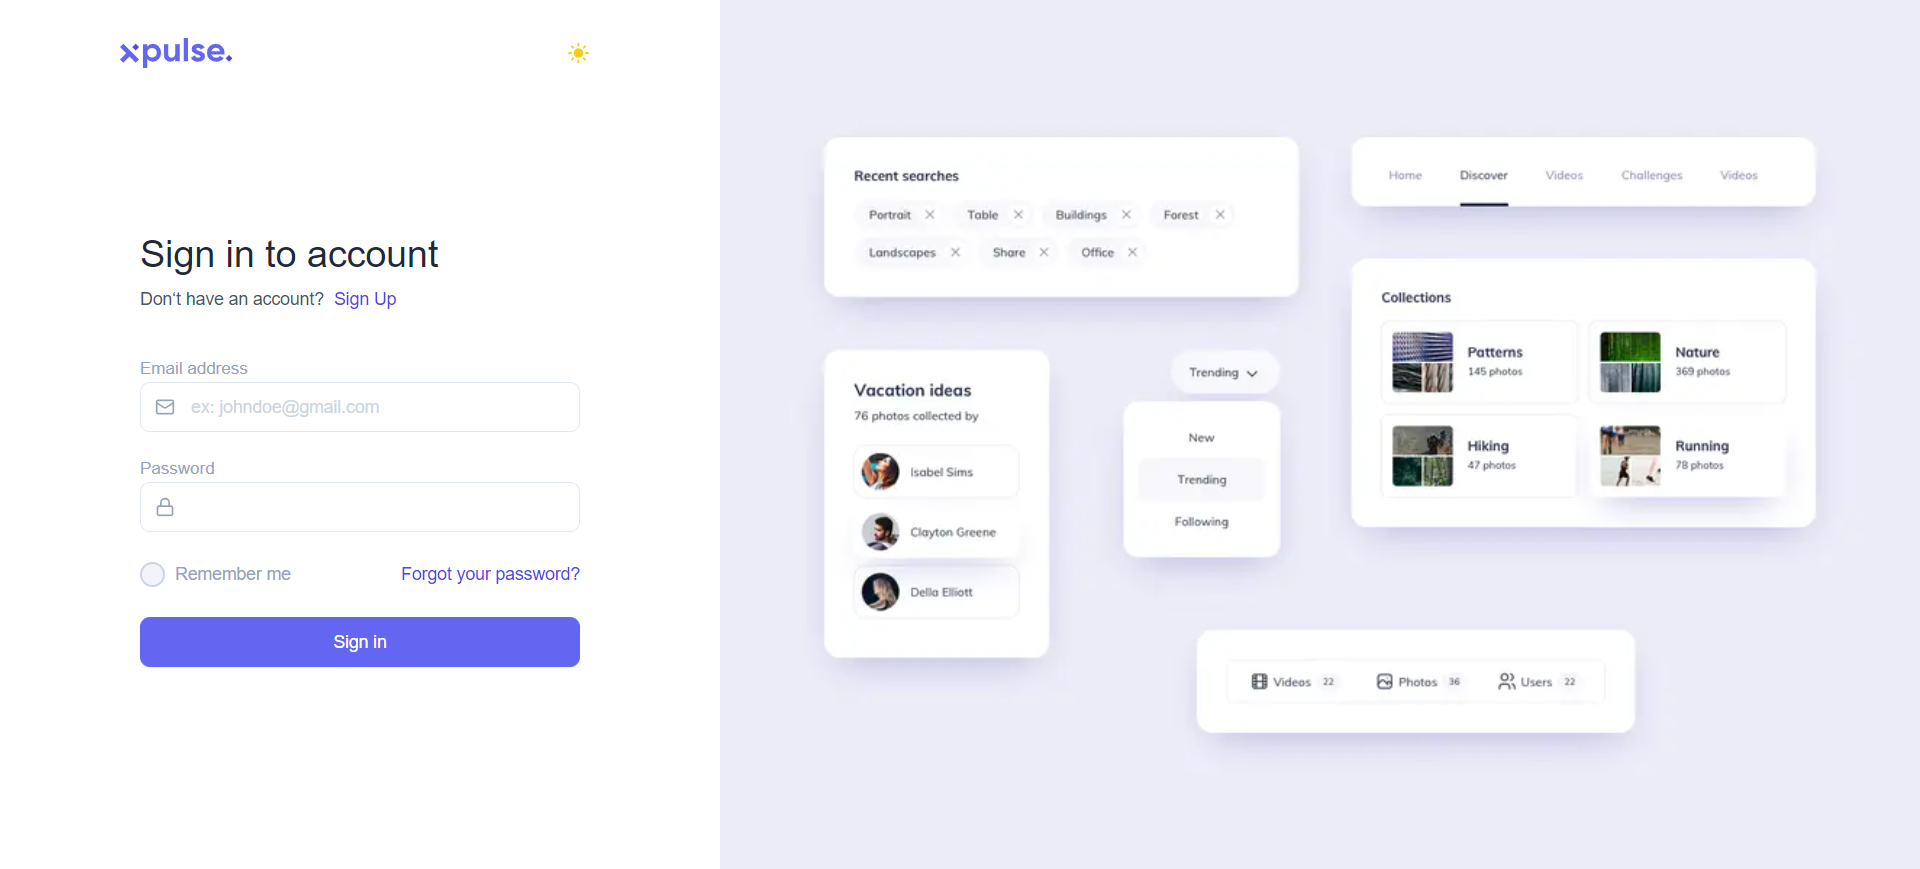 xpulse.
Sign in to account
Don‘t have an account? Sign Up
Email address
ex: johndoe@gmail.com
Password
Remember me
Forgot your password?
Sign in
Recent searches
Portrait
Table
Buildings
Forest
Landscapes
Share
Office
Home
Discover
Videos
Challenges
Videos
Collections
Patterns
145 photos
Nature
369 photos
Hiking
47 photos
Running
78 photos
Vacation ideas
76 photos collected by
Isabel Sims
Clayton Greene
Della Elliott
Trending
New
Trending
Following
Videos 22
Photos 36
Users 22